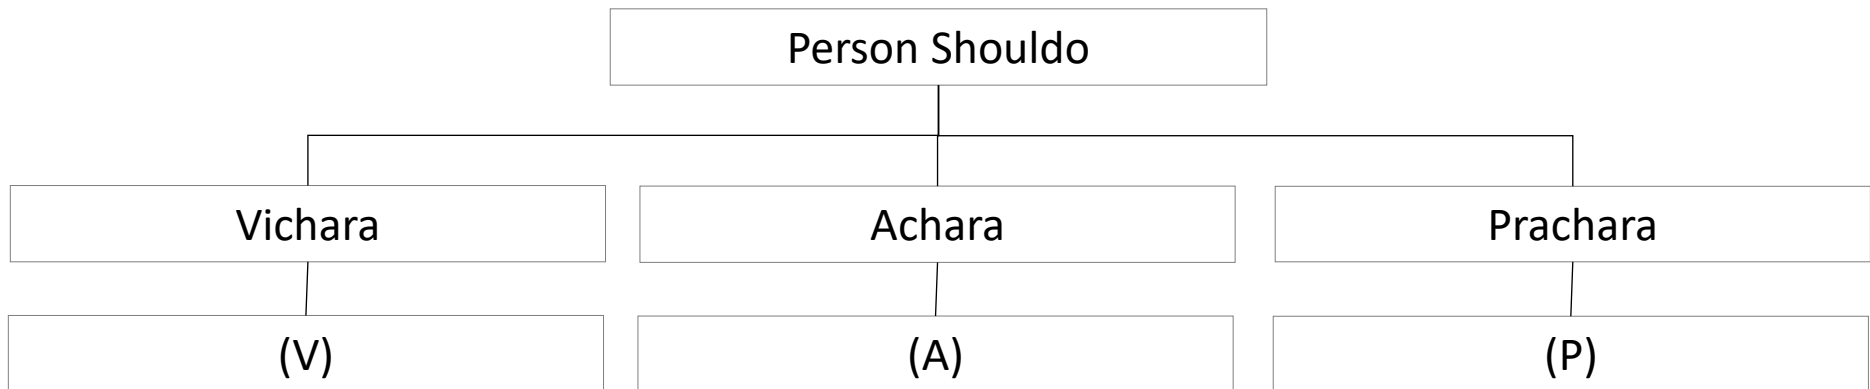 Person Shouldo
Vichara
Achara
Prachara
(V)
(A)
(P)